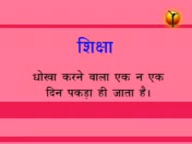 शिक्षा
धोखा करने वाला एक न एक
दिन पकड़ा ही जाता है।